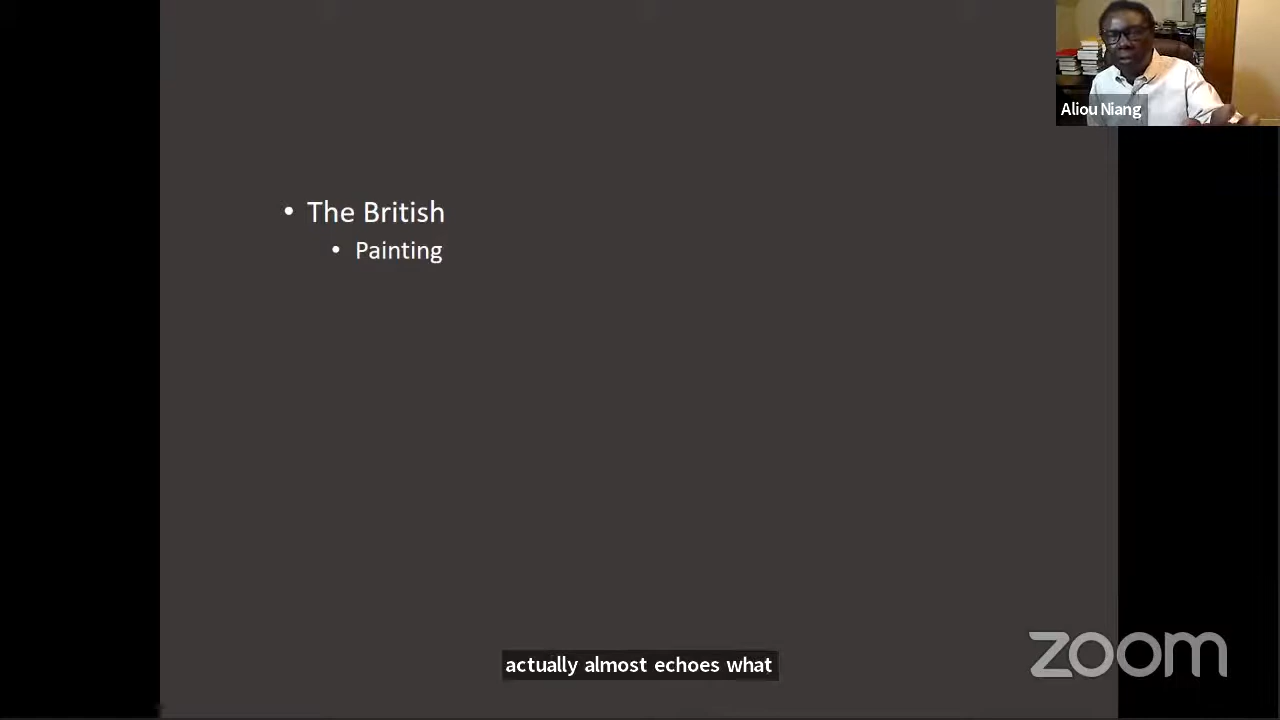 Aliou Niang
• The British
• Painting
actually almost echoes what
zoom